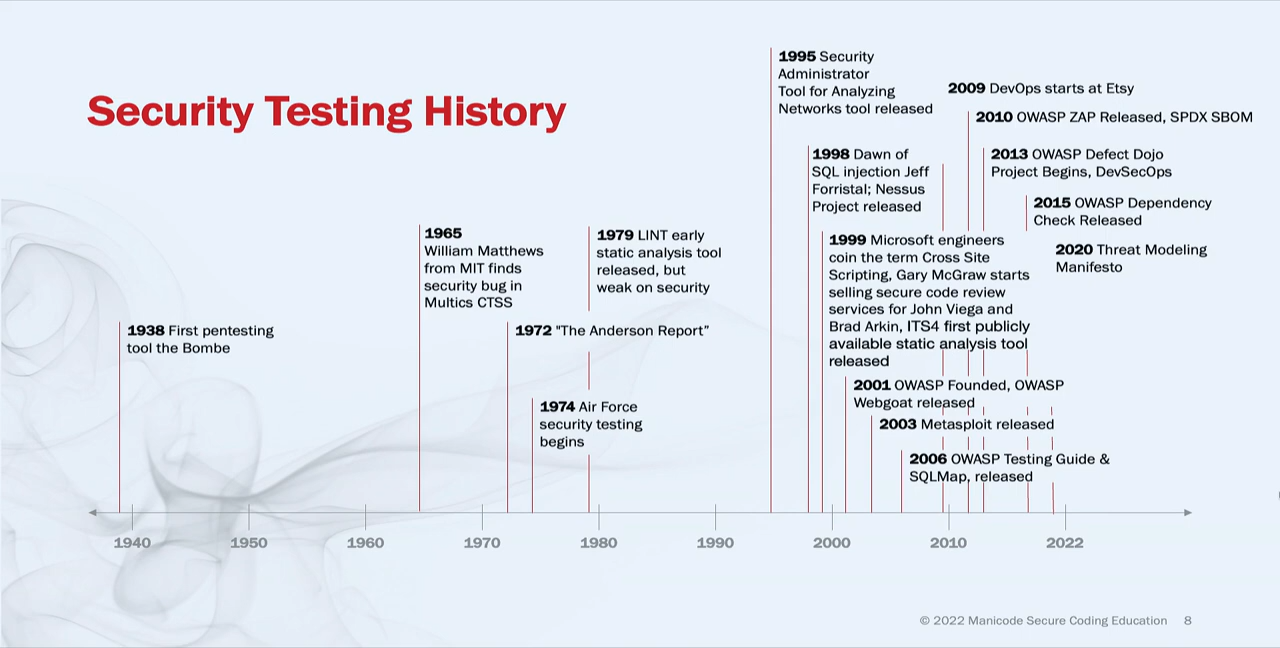 Security Testing History
1938 First pentesting
tool the Bombe
1965
William Matthews
from MIT finds
security bug in
Multics CTSS
1972 "The Anderson Report"
1974 Air Force
security testing
begins
1979 LINT early
static analysis tool
released, but
weak on security
1995 Security
Administrator
Tool for Analyzing
Networks tool released
1998 Dawn of
SQL injection Jeff
Forristal; Nessus
Project released
1999 Microsoft engineers
coin the term Cross Site
Scripting, Gary McGraw starts
selling secure code review
services for John Viega and
Brad Arkin, ITS4 first publicly
available static analysis tool
released
2001 OWASP Founded, OWASP
Webgoat released
2003 Metasploit released
2006 OWASP Testing Guide &
SQLMap, released
2009 DevOps starts at Etsy
2010 OWASP ZAP Released, SPDX SBOM
2013 OWASP Defect Dojo
Project Begins, DevSecOps
2015 OWASP Dependency
Check Released
2020 Threat Modeling
Manifesto
1940 1950 1960 1970 1980 1990 2000 2010 2022
© 2022 Manicode Secure Coding Education 8